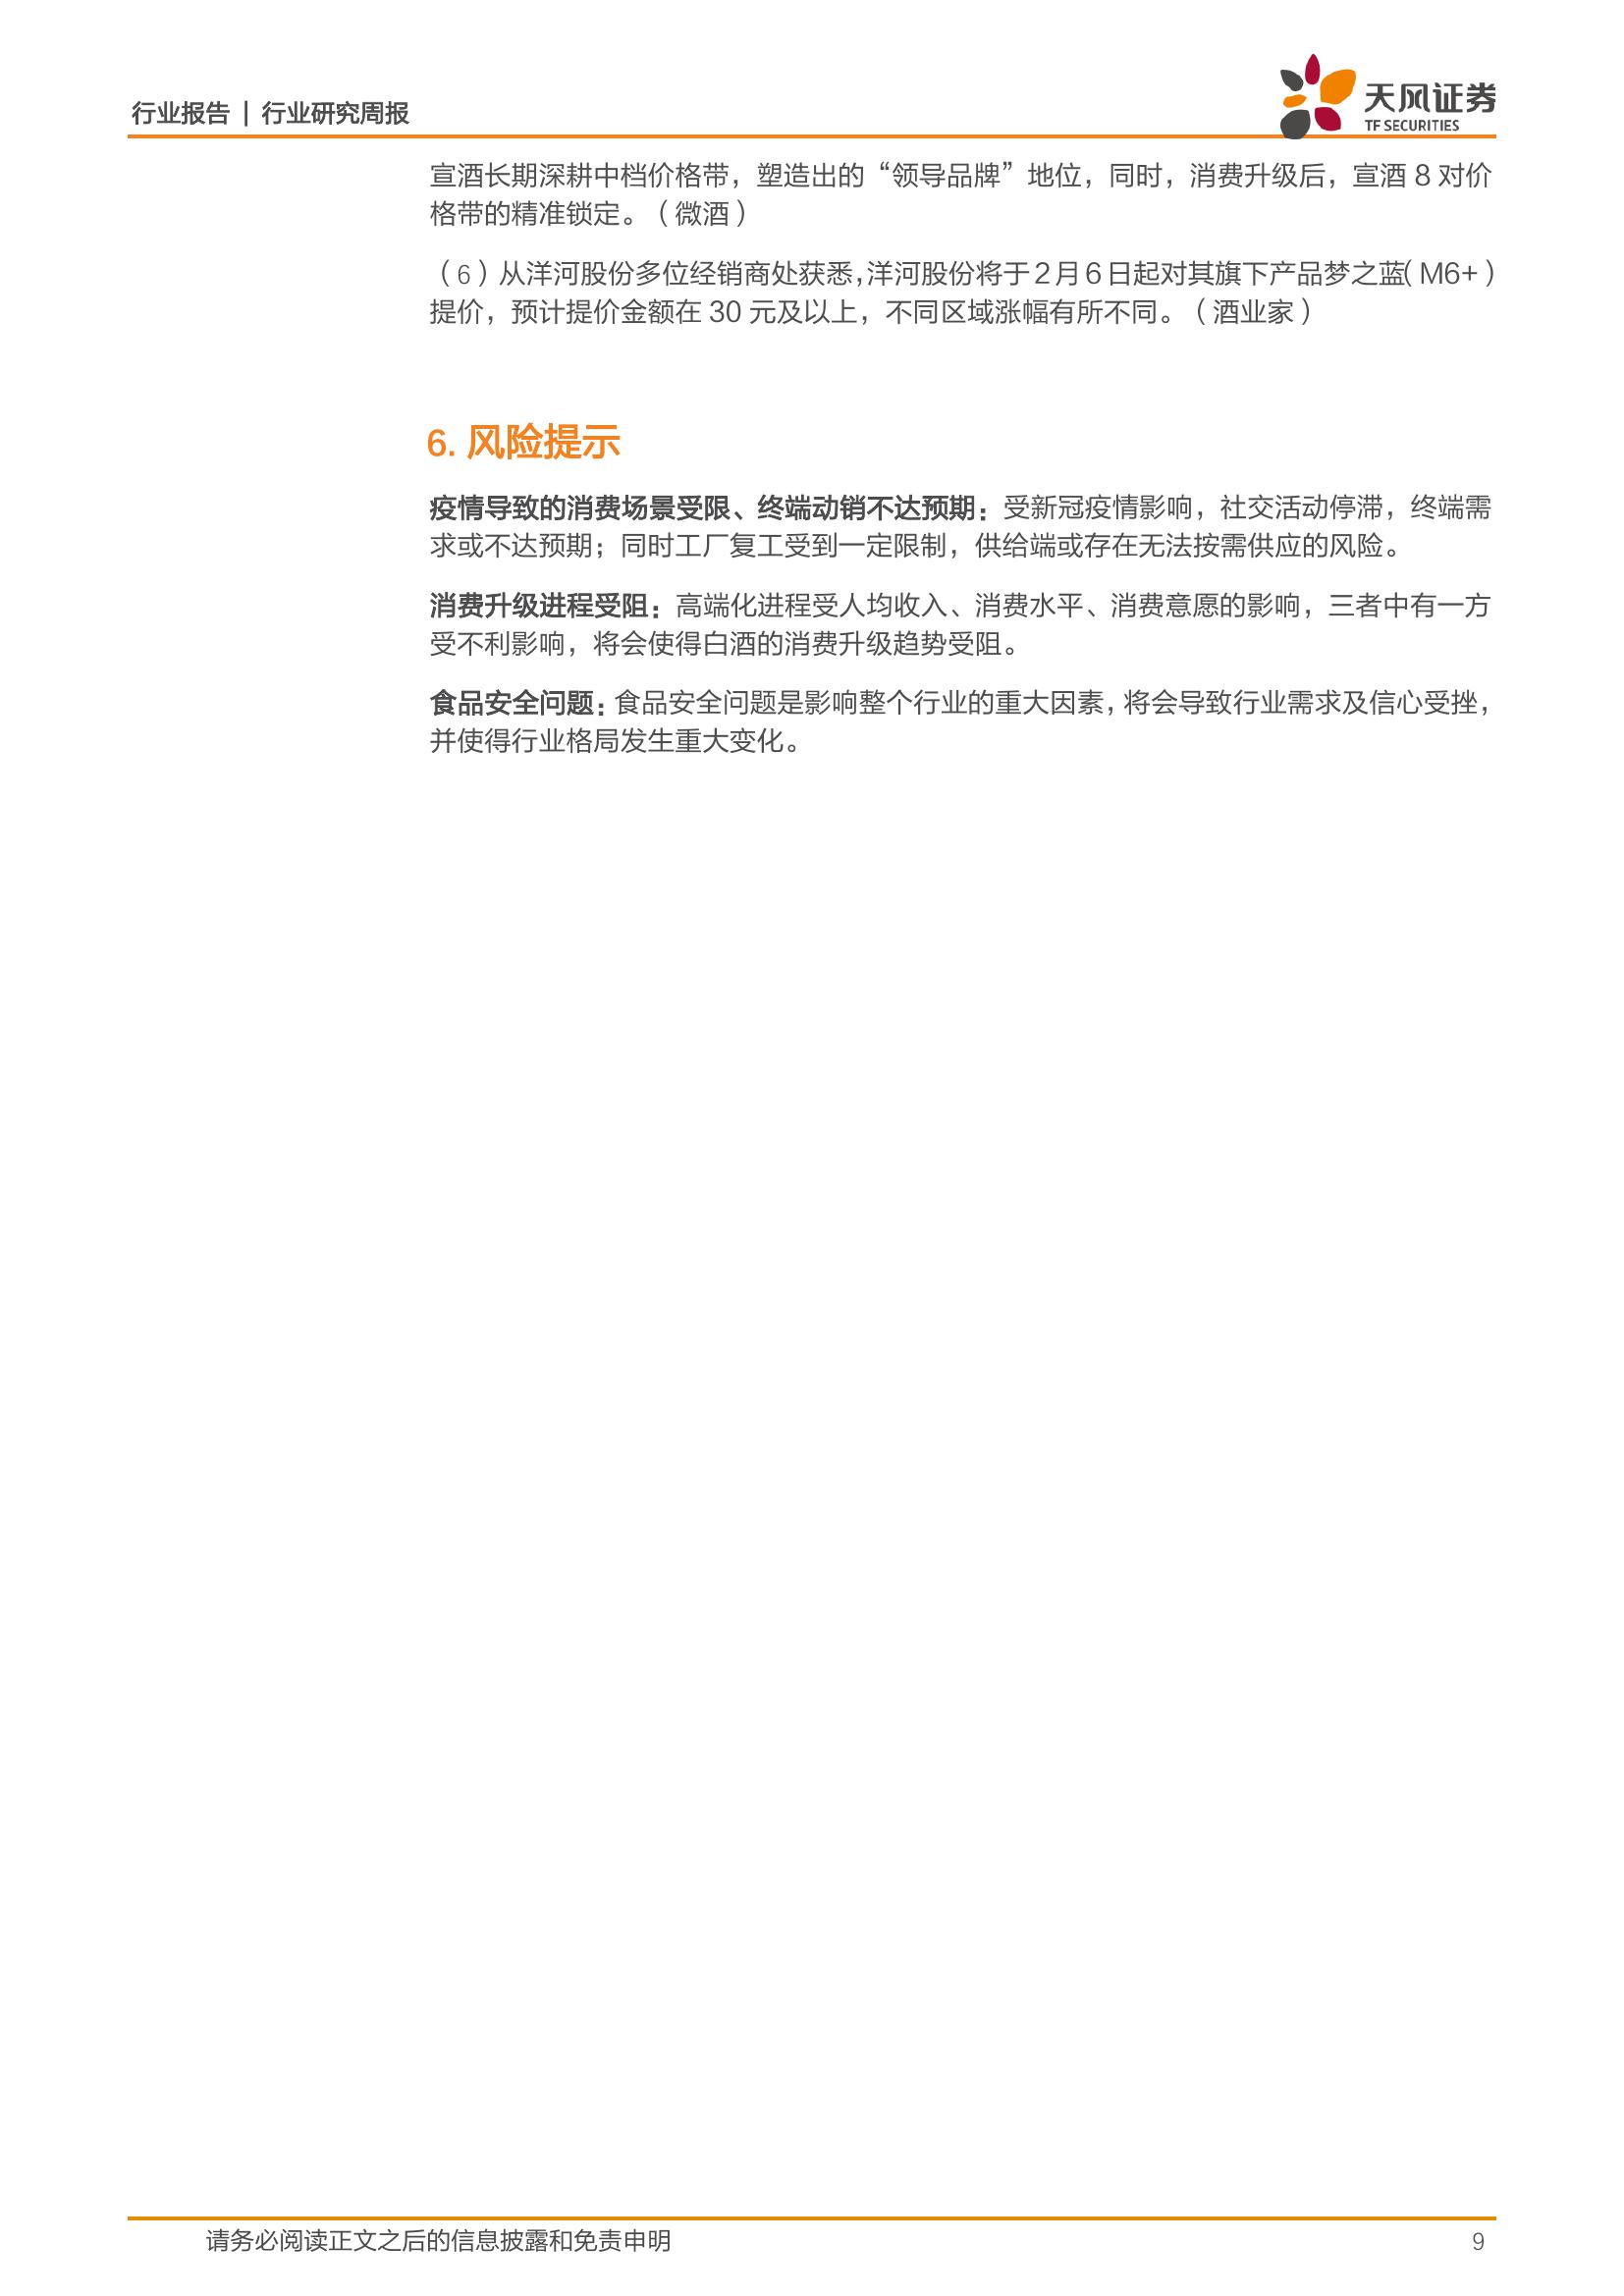 行业报告 | 行业研究周报
天风证券
TF SECURITIES
宣酒长期深耕中档价格带，塑造出的“领导品牌”地位，同时，消费升级后，宣酒 8 对价
格带的精准锁定。（微酒）
（6）从洋河股份多位经销商处获悉，洋河股份将于 2 月 6 日起对其旗下产品梦之蓝（M6+）
提价，预计提价金额在 30 元及以上，不同区域涨幅有所不同。（酒业家）
6. 风险提示
疫情导致的消费场景受限、终端动销不达预期：受新冠疫情影响，社交活动停滞，终端需
求或不达预期；同时工厂复工受到一定限制，供给端或存在无法按需供应的风险。
消费升级进程受阻：高端化进程受人均收入、消费水平、消费意愿的影响，三者中有一方
受不利影响，将会使得白酒的消费升级趋势受阻。
食品安全问题：食品安全问题是影响整个行业的重大因素，将会导致行业需求及信心受挫，
并使得行业格局发生重大变化。
请务必阅读正文之后的信息披露和免责申明
9